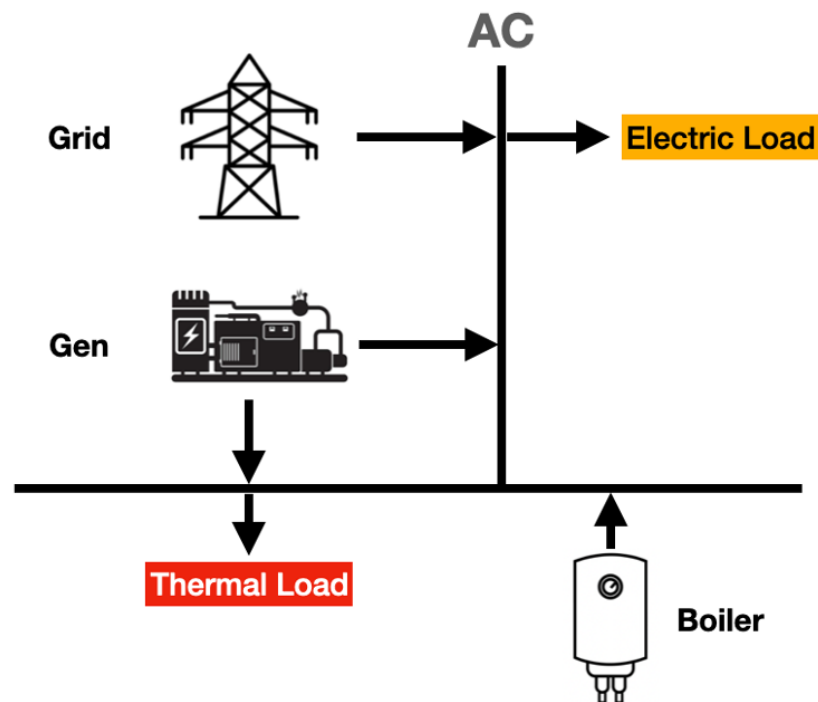 AC
Grid
Electric Load
Gen
Thermal Load
Boiler